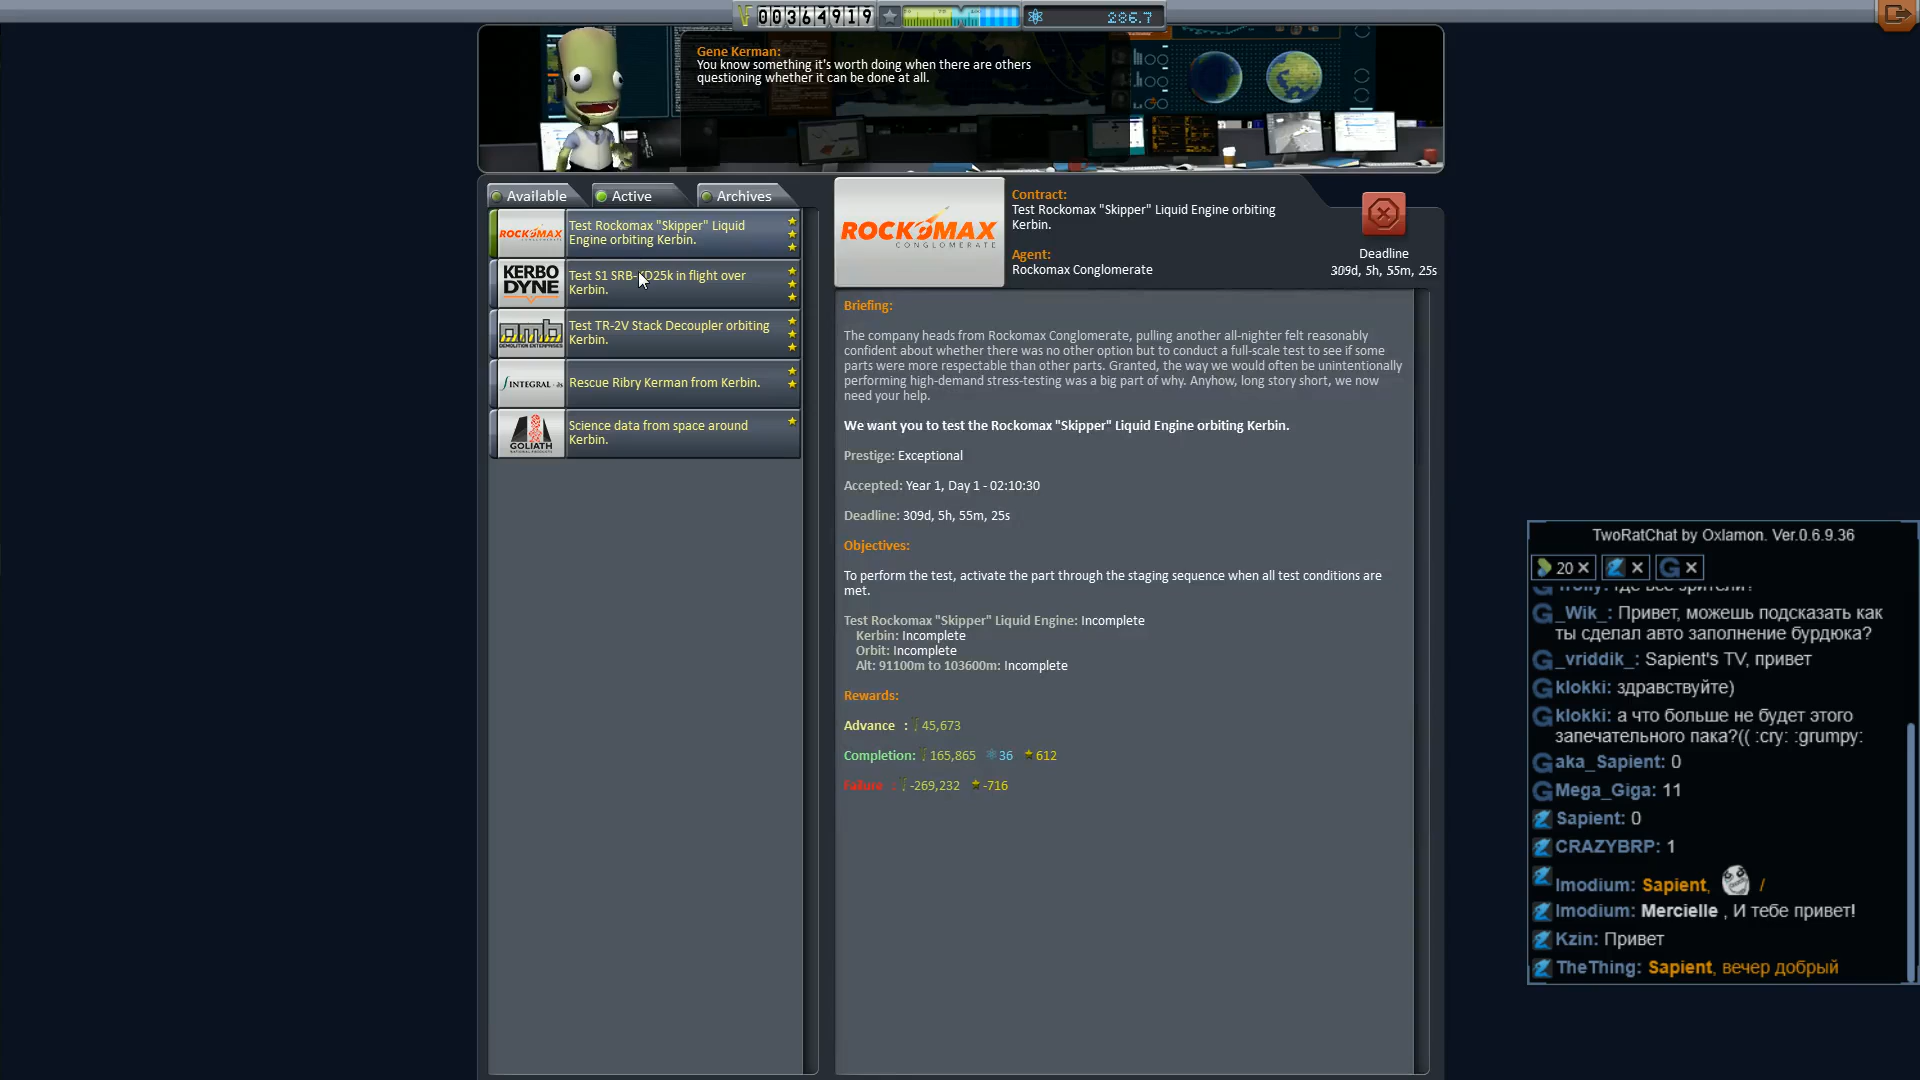 00364919
286.7
Gene Kerman:
You know something it's worth doing when there are others
questioning whether it can be done at all.
Available
Active
Archives
ROCKOMAX
Test Rockomax "Skipper" Liquid
Engine orbiting Kerbin.
KERBO
DYNE
Test S1 SRB-KD25k in flight over
Kerbin.
Test TR-2V Stack Decoupler orbiting
Kerbin.
INTEGRAL
Rescue Ribry Kerman from Kerbin.
GOLIATH
NATIONAL PRODUCTS
Science data from space around
Kerbin.
ROCKOMAX
CONGLOMERATE
Contract:
Test Rockomax "Skipper" Liquid Engine orbiting
Kerbin.
Agent:
Rockomax Conglomerate
Deadline
309d, 5h, 55m, 25s
Briefing:
The company heads from Rockomax Conglomerate, pulling another all-nighter felt reasonably
confident about whether there was no other option but to conduct a full-scale test to see if some
parts were more respectable than other parts. Granted, the way we would often be unintentionally
performing high-demand stress-testing was a big part of why. Anyhow, long story short, we now
need your help.
We want you to test the Rockomax "Skipper" Liquid Engine orbiting Kerbin.
Prestige: Exceptional
Accepted: Year 1, Day 1 - 02:10:30
Deadline: 309d, 5h, 55m, 25s
Objectives:
To perform the test, activate the part through the staging sequence when all test conditions are
met.
Test Rockomax "Skipper" Liquid Engine: Incomplete
Kerbin: Incomplete
Orbit: Incomplete
Alt: 91100m to 103600m: Incomplete
Rewards:
Advance : 45,673
Completion: 165,865 36 612
Failure : -269,232 -716
TwoRatChat by Oxlamon. Ver.0.6.9.36
20
Trolly: где все зрители?
_Wik_: Привет, можешь подсказать как
ты сделал авто заполнение бурдюка?
_vriddik_: Sapient's TV, привет
klokki: здравствуйте)
klokki: а что больше не будет этого
запечательного пака?(( :cry: :grumpy:
aka_Sapient: 0
Mega_Giga: 11
Sapient: 0
CRAZYBRP: 1
Imodium: Sapient, /
Imodium: Mercielle , И тебе привет!
Kzin: Привет
TheThing: Sapient, вечер добрый